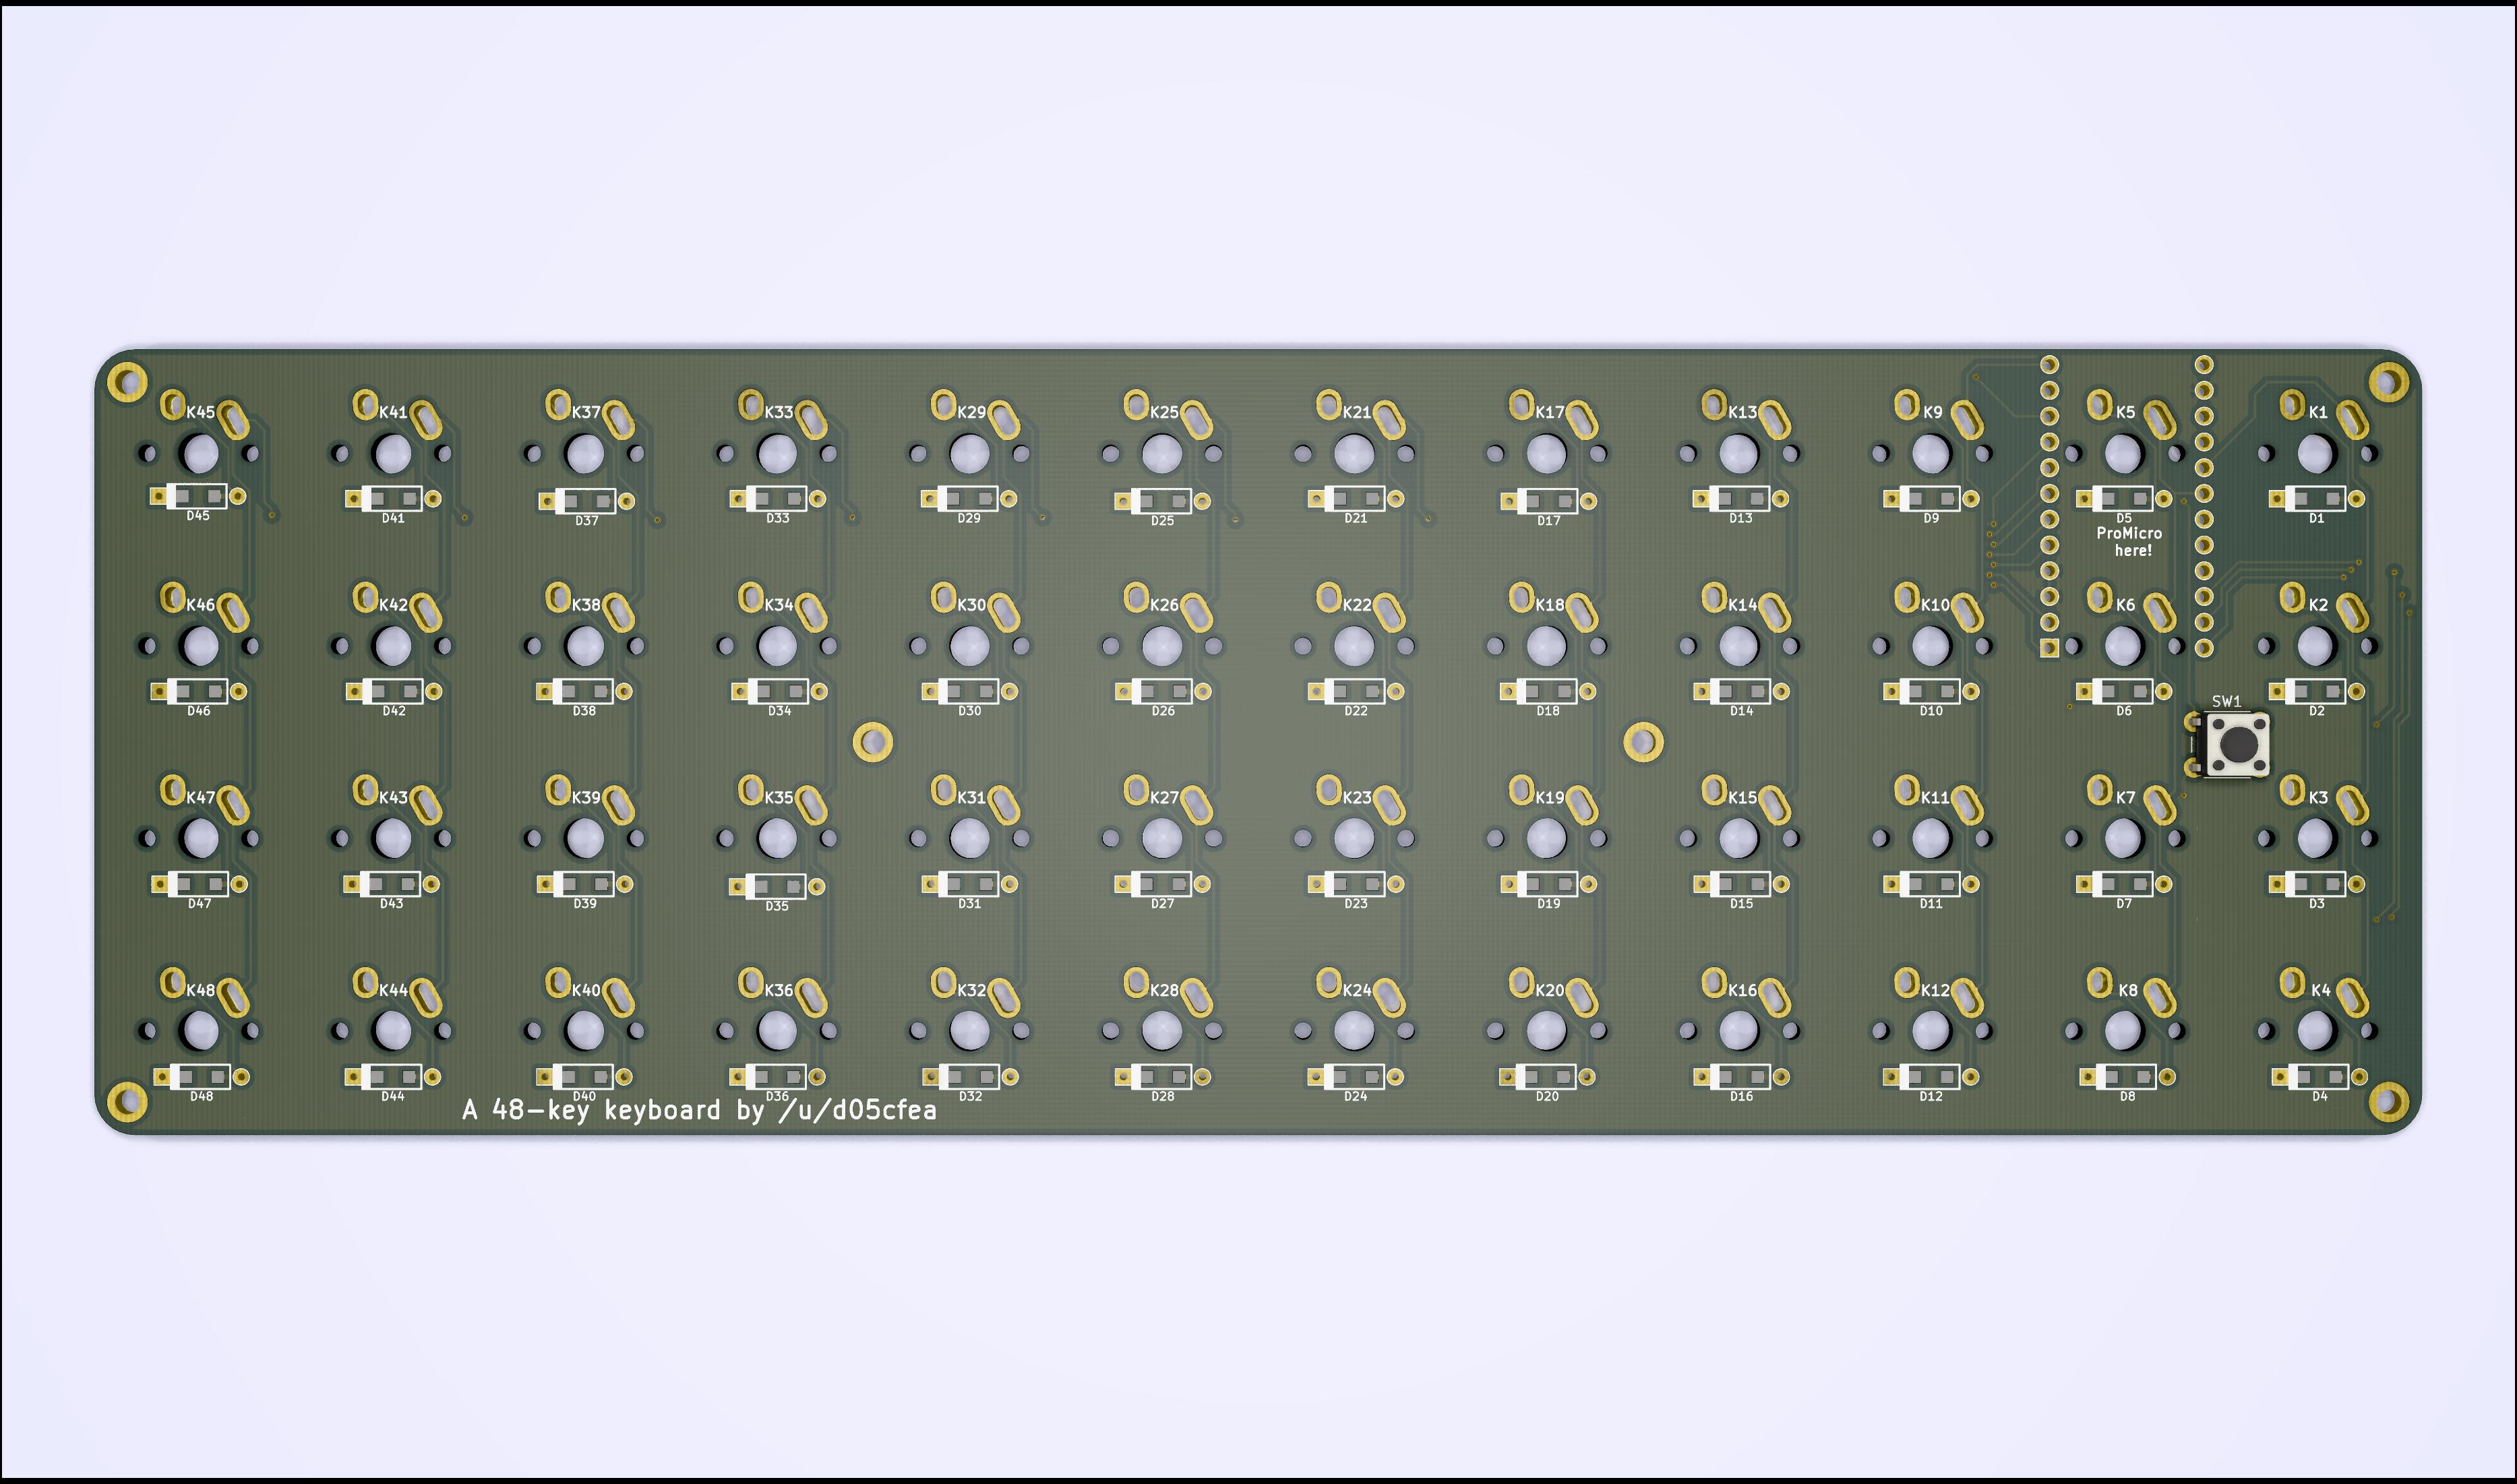 K45 K41 K37 K33 K29 K25 K21 K17 K13 K9 K5 K1
D45 D41 D37 D33 D29 D25 D21 D17 D13 D9 D5 D1
ProMicro
here!
K46 K42 K38 K34 K30 K26 K22 K18 K14 K10 K6 K2
D46 D42 D38 D34 D30 D26 D22 D18 D14 D10 D6 D2
SW1
K47 K43 K39 K35 K31 K27 K23 K19 K15 K11 K7 K3
D47 D43 D39 D35 D31 D27 D23 D19 D15 D11 D7 D3
K48 K44 K40 K36 K32 K28 K24 K20 K16 K12 K8 K4
D48 D44 D40 D36 D32 D28 D24 D20 D16 D12 D8 D4
A 48-key keyboard by /u/d05cfea